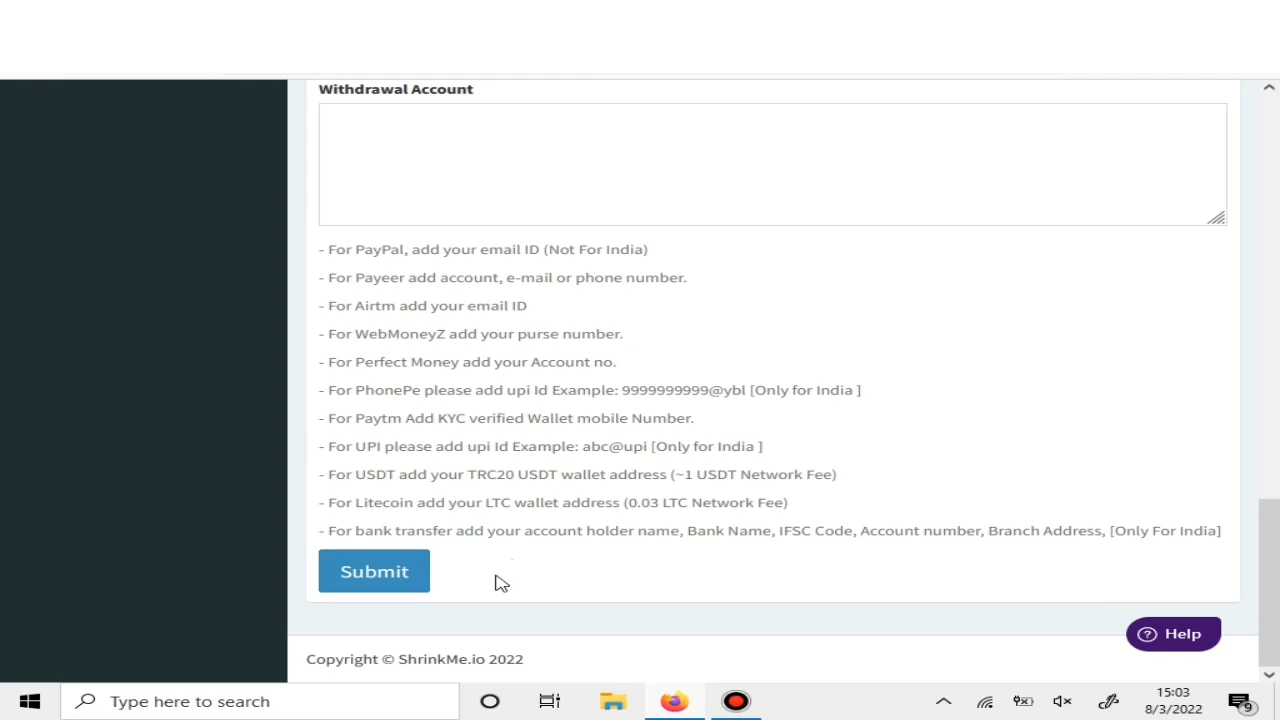 Withdrawal Account
- For PayPal, add your email ID (Not For India)
- For Payeer add account, e-mail or phone number.
- For Airtm add your email ID
- For WebMoneyZ add your purse number.
- For Perfect Money add your Account no.
- For PhonePe please add upi Id Example: 9999999999@ybl [Only for India ]
- For Paytm Add KYC verified Wallet mobile Number.
- For UPI please add upi Id Example: abc@upi [Only for India ]
- For USDT add your TRC20 USDT wallet address (~1 USDT Network Fee)
- For Litecoin add your LTC wallet address (0.03 LTC Network Fee)
- For bank transfer add your account holder name, Bank Name, IFSC Code, Account number, Branch Address, [Only For India]
Submit
Help
Copyright © ShrinkMe.io 2022
Type here to search
15:03
8/3/2022
9